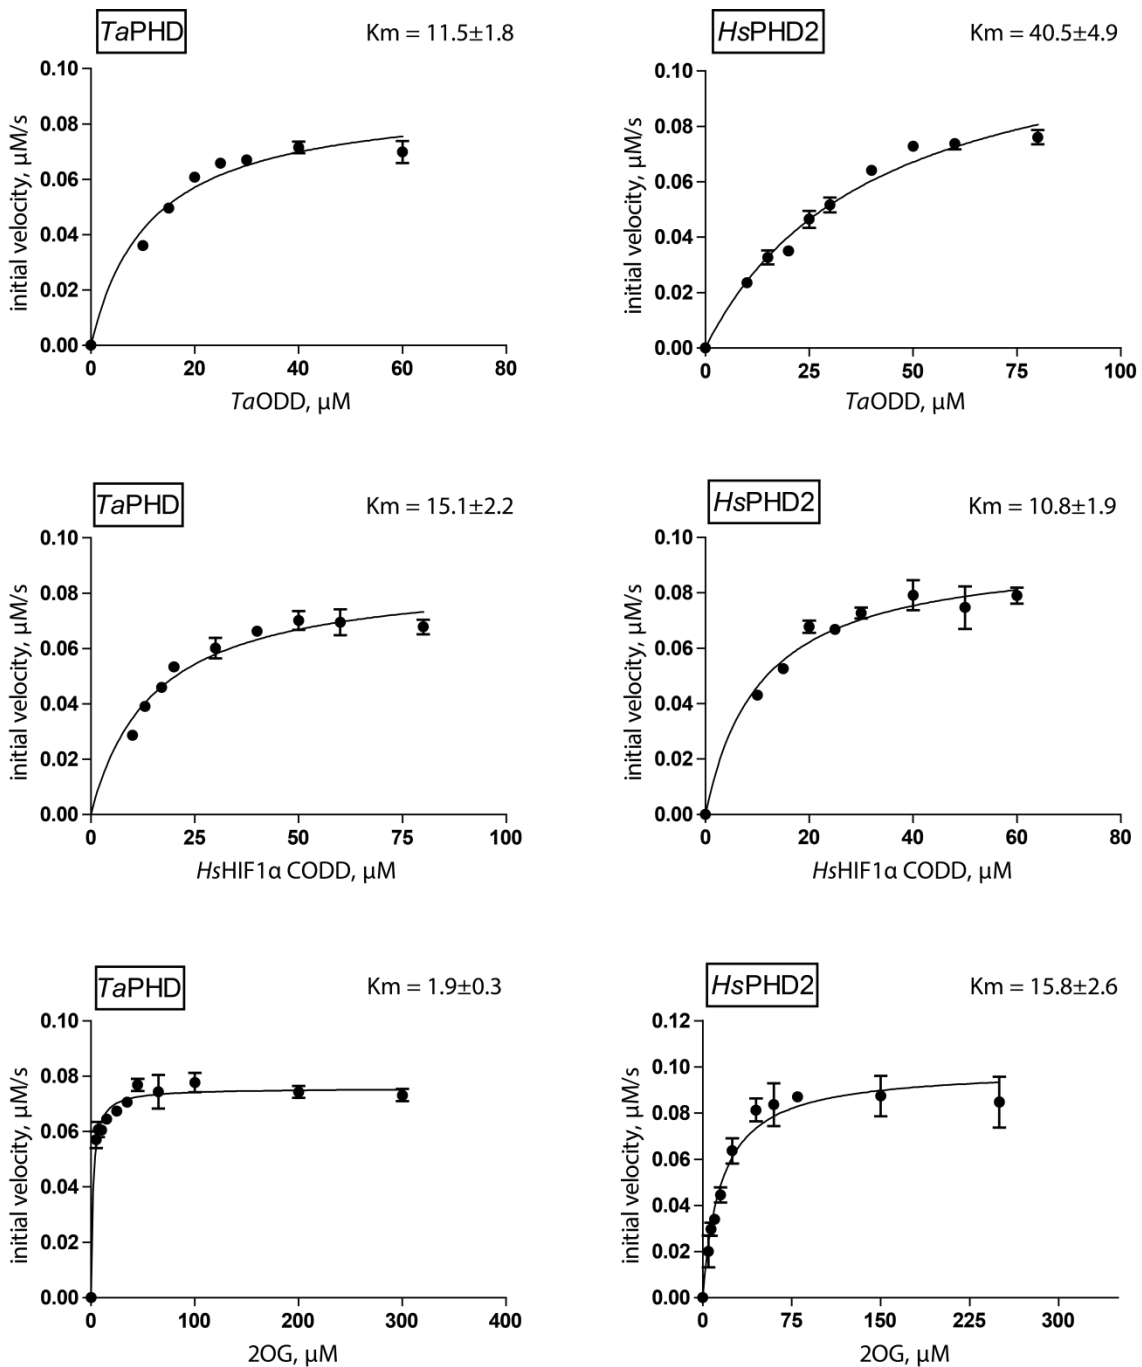 TaPHD Km = 11.5±1.8
0.10
0.08
0.06
0.04
0.02
0.00
initial velocity, µM/s
0 20 40 60 80
TaODD, µM
HsPHD2 Km = 40.5±4.9
0.10
0.08
0.06
0.04
0.02
0.00
initial velocity, µM/s
0 25 50 75 100
TaODD, µM
TaPHD Km = 15.1±2.2
0.10
0.08
0.06
0.04
0.02
0.00
initial velocity, µM/s
0 25 50 75 100
HsHIF1α CODD, µM
HsPHD2 Km = 10.8±1.9
0.10
0.08
0.06
0.04
0.02
0.00
initial velocity, µM/s
0 20 40 60 80
HsHIF1α CODD, µM
TaPHD Km = 1.9±0.3
0.10
0.08
0.06
0.04
0.02
0.00
initial velocity, µM/s
0 100 200 300 400
2OG, µM
HsPHD2 Km = 15.8±2.6
0.12
0.10
0.08
0.06
0.04
0.02
0.00
initial velocity, µM/s
0 75 150 225 300
2OG, µM